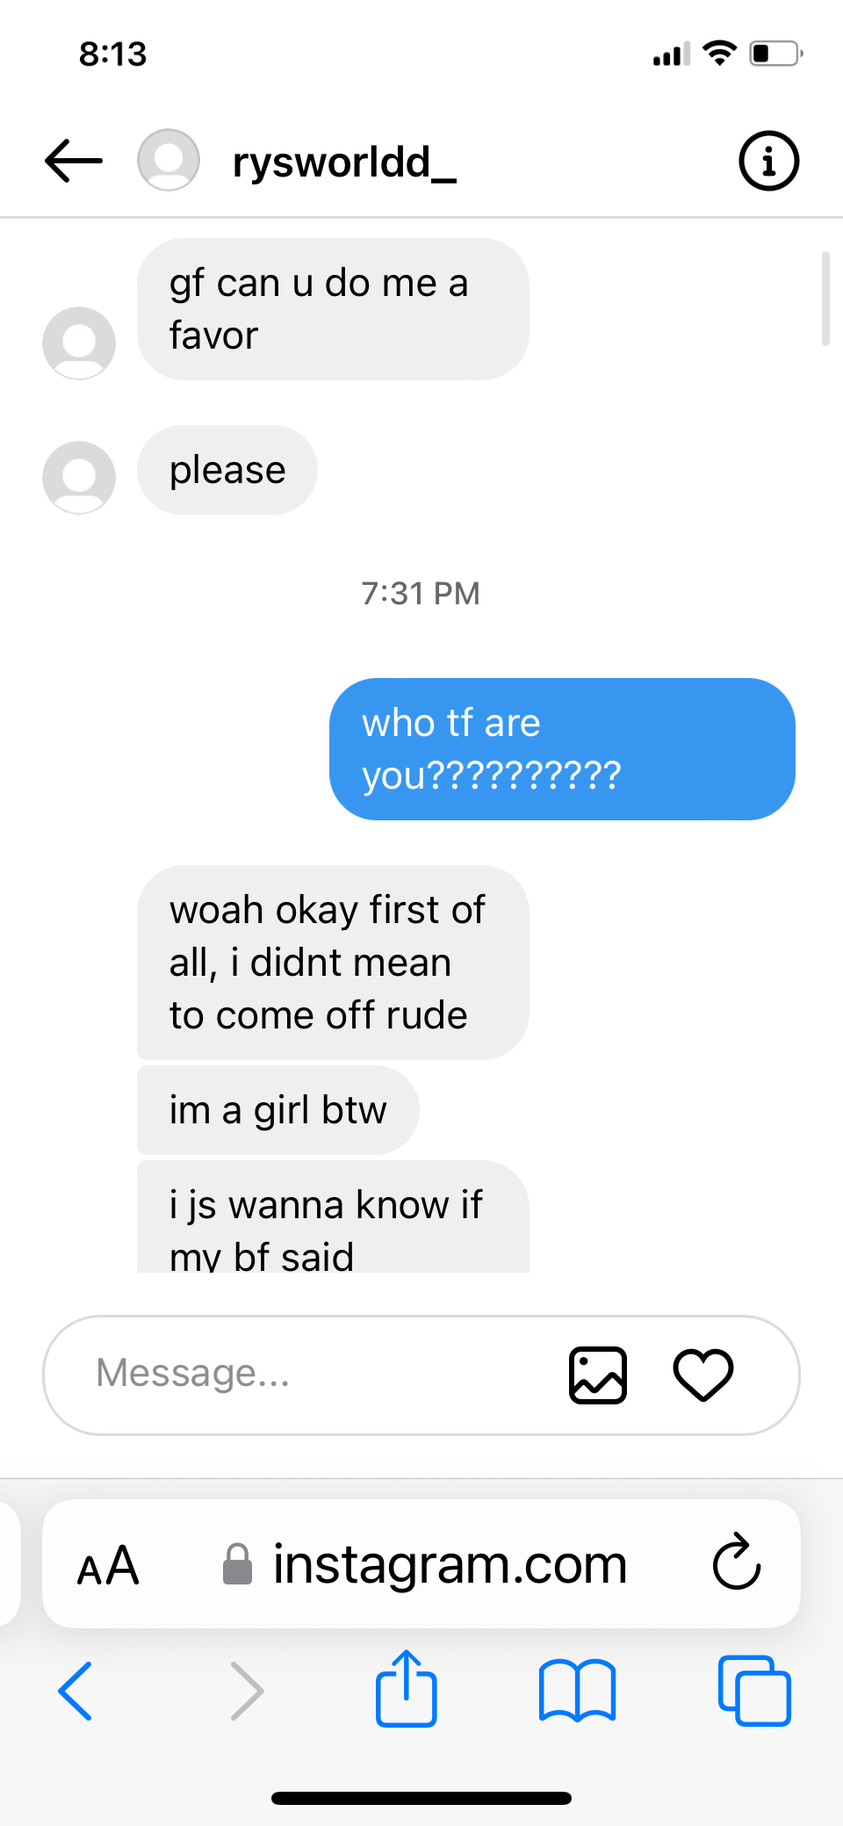 8:13
rysworldd_
gf can u do me a
favor
please
7:31 PM
who tf are
you??????????
woah okay first of
all, i didnt mean
to come off rude
im a girl btw
i js wanna know if
my bf said
Message...
AA instagram.com